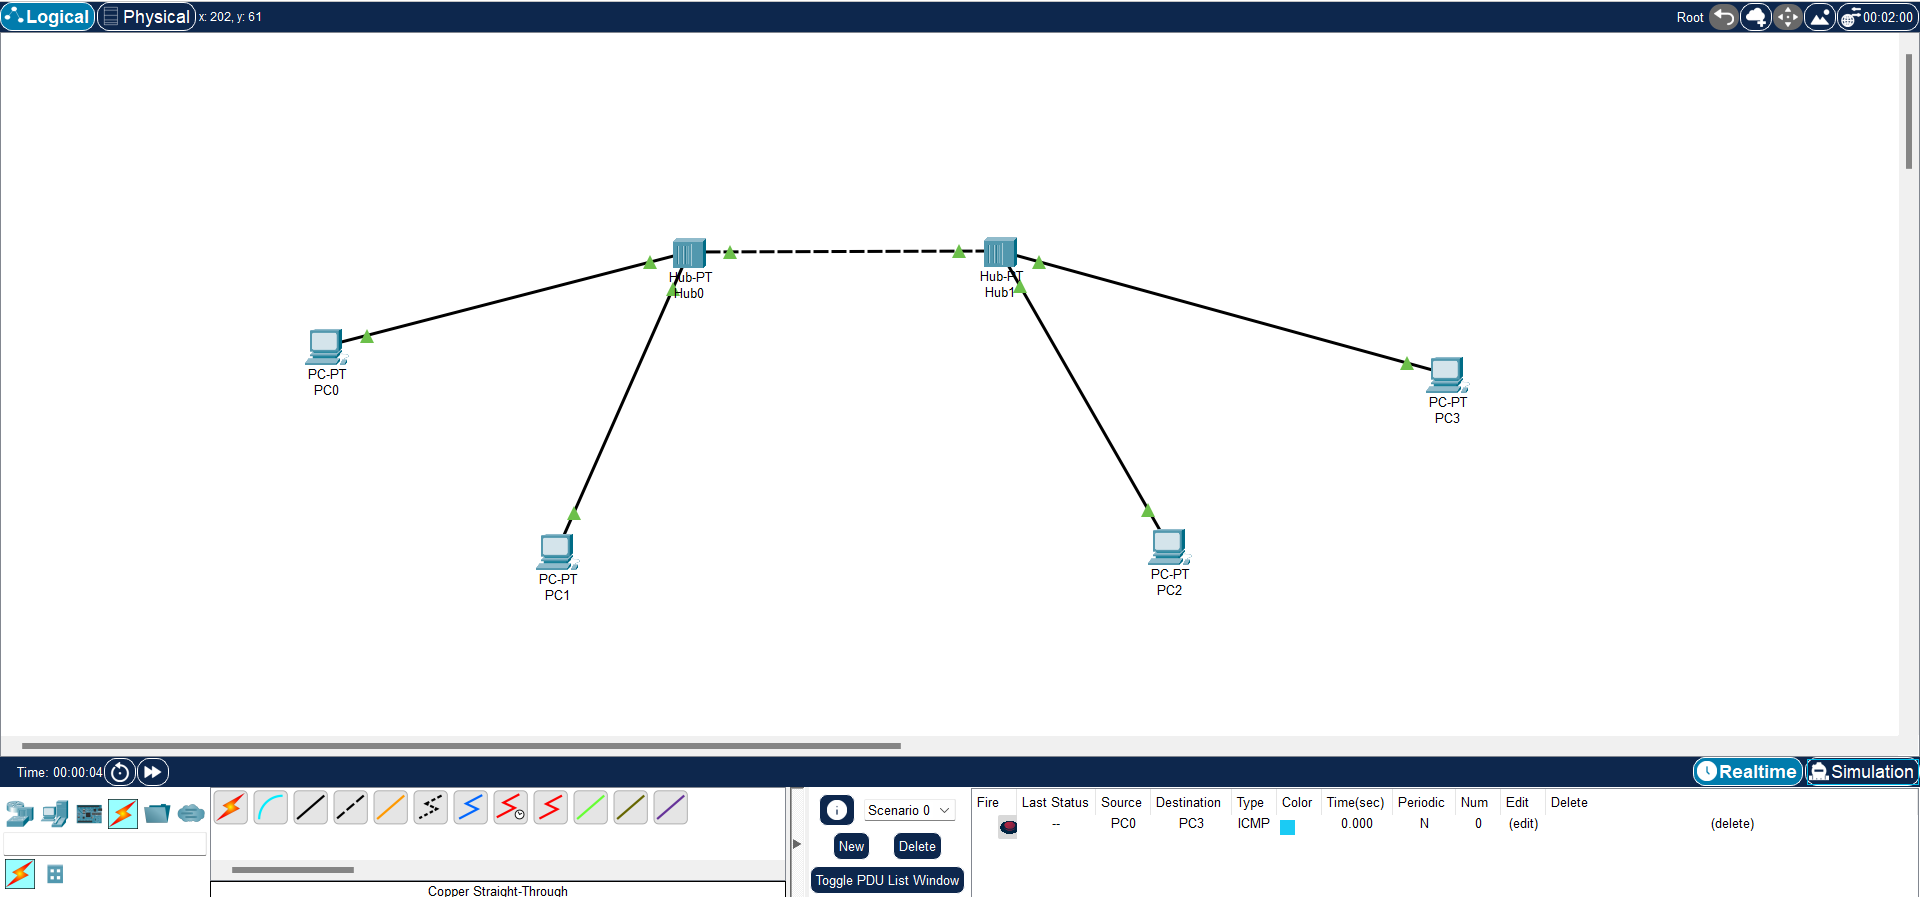 Logical Physical x: 202, y: 61 Root 00:02:00
Hub-PT
Hub0
Hub-PT
Hub1
PC-PT
PC0
PC-PT
PC3
PC-PT
PC1
PC-PT
PC2
Time: 00:00:04 Realtime Simulation
Scenario 0
New Delete
Toggle PDU List Window
Fire Last Status Source Destination Type Color Time(sec) Periodic Num Edit Delete
-- PC0 PC3 ICMP 0.000 N 0 (edit) (delete)
Copper Straight-Through